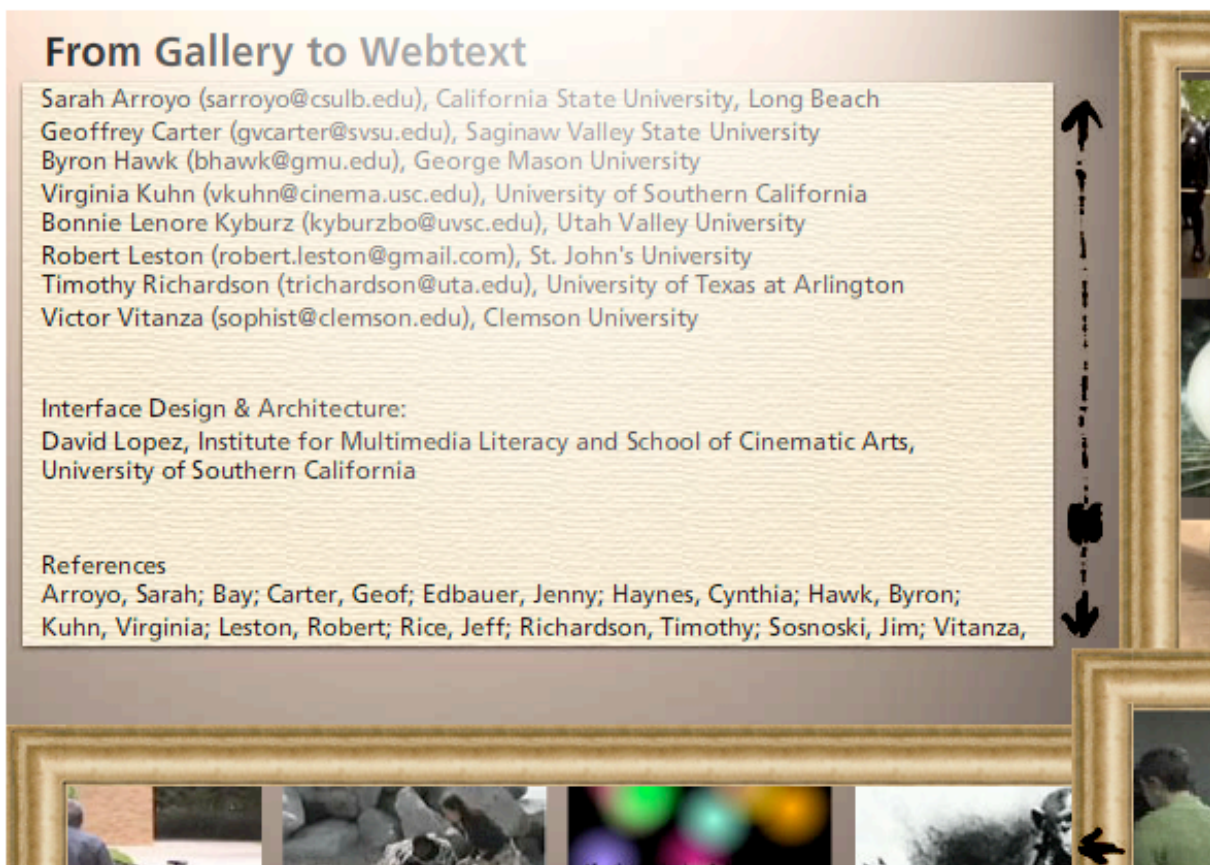 From Gallery to Webtext
Sarah Arroyo (sarroyo@csulb.edu), California State University, Long Beach
Geoffrey Carter (gvcarter@svsu.edu), Saginaw Valley State University
Byron Hawk (bhawk@gmu.edu), George Mason University
Virginia Kuhn (vkuhn@cinema.usc.edu), University of Southern California
Bonnie Lenore Kyburz (kyburzbo@uvsc.edu), Utah Valley University
Robert Leston (robert.leston@gmail.com), St. John's University
Timothy Richardson (trichardson@uta.edu), University of Texas at Arlington
Victor Vitanza (sophist@clemson.edu), Clemson University
Interface Design & Architecture:
David Lopez, Institute for Multimedia Literacy and School of Cinematic Arts,
University of Southern California
References
Arroyo, Sarah; Bay; Carter, Geof; Edbauer, Jenny; Haynes, Cynthia; Hawk, Byron;
Kuhn, Virginia; Leston, Robert; Rice, Jeff; Richardson, Timothy; Sosnoski, Jim; Vitanza,